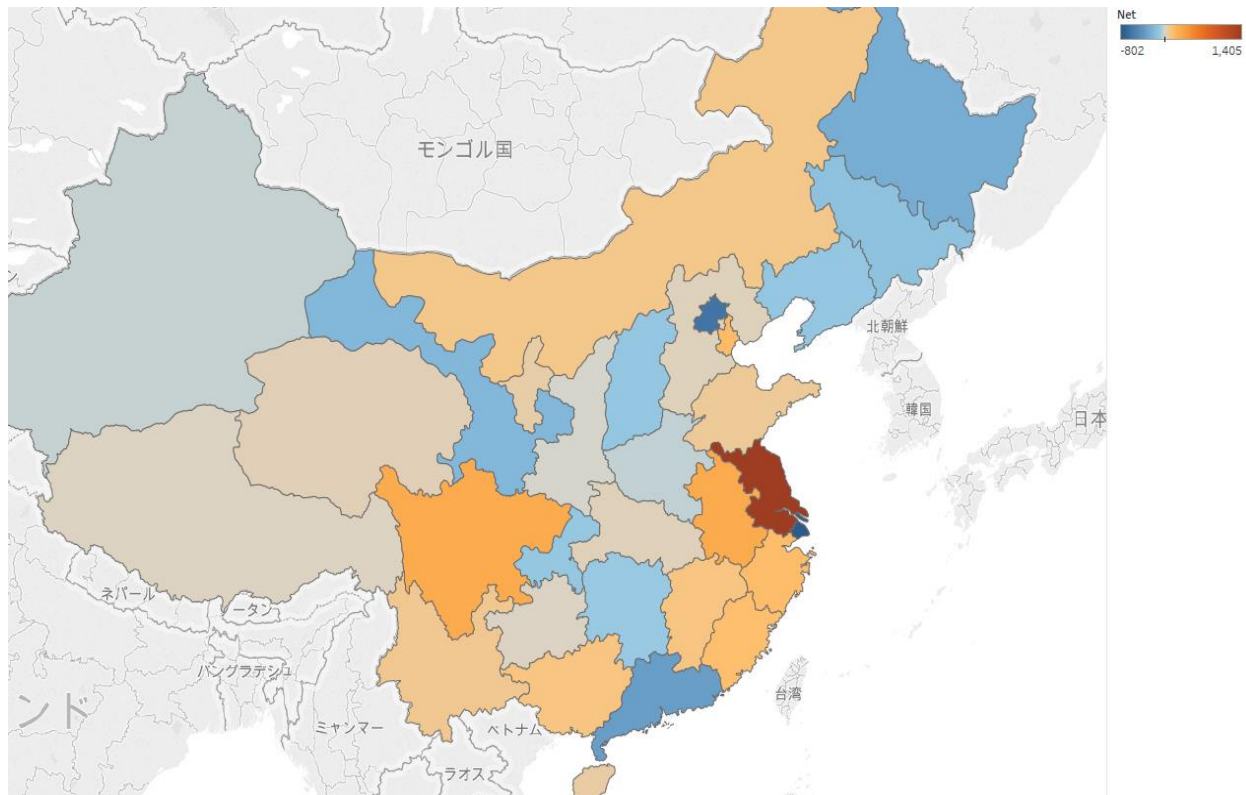 Net
-802 1,405
モンゴル国
北朝鮮
韓国
日本
ネパール
ータン
バングラデシュ
ンド
ミャンマー
ベトナム
ラオス
台湾
ン